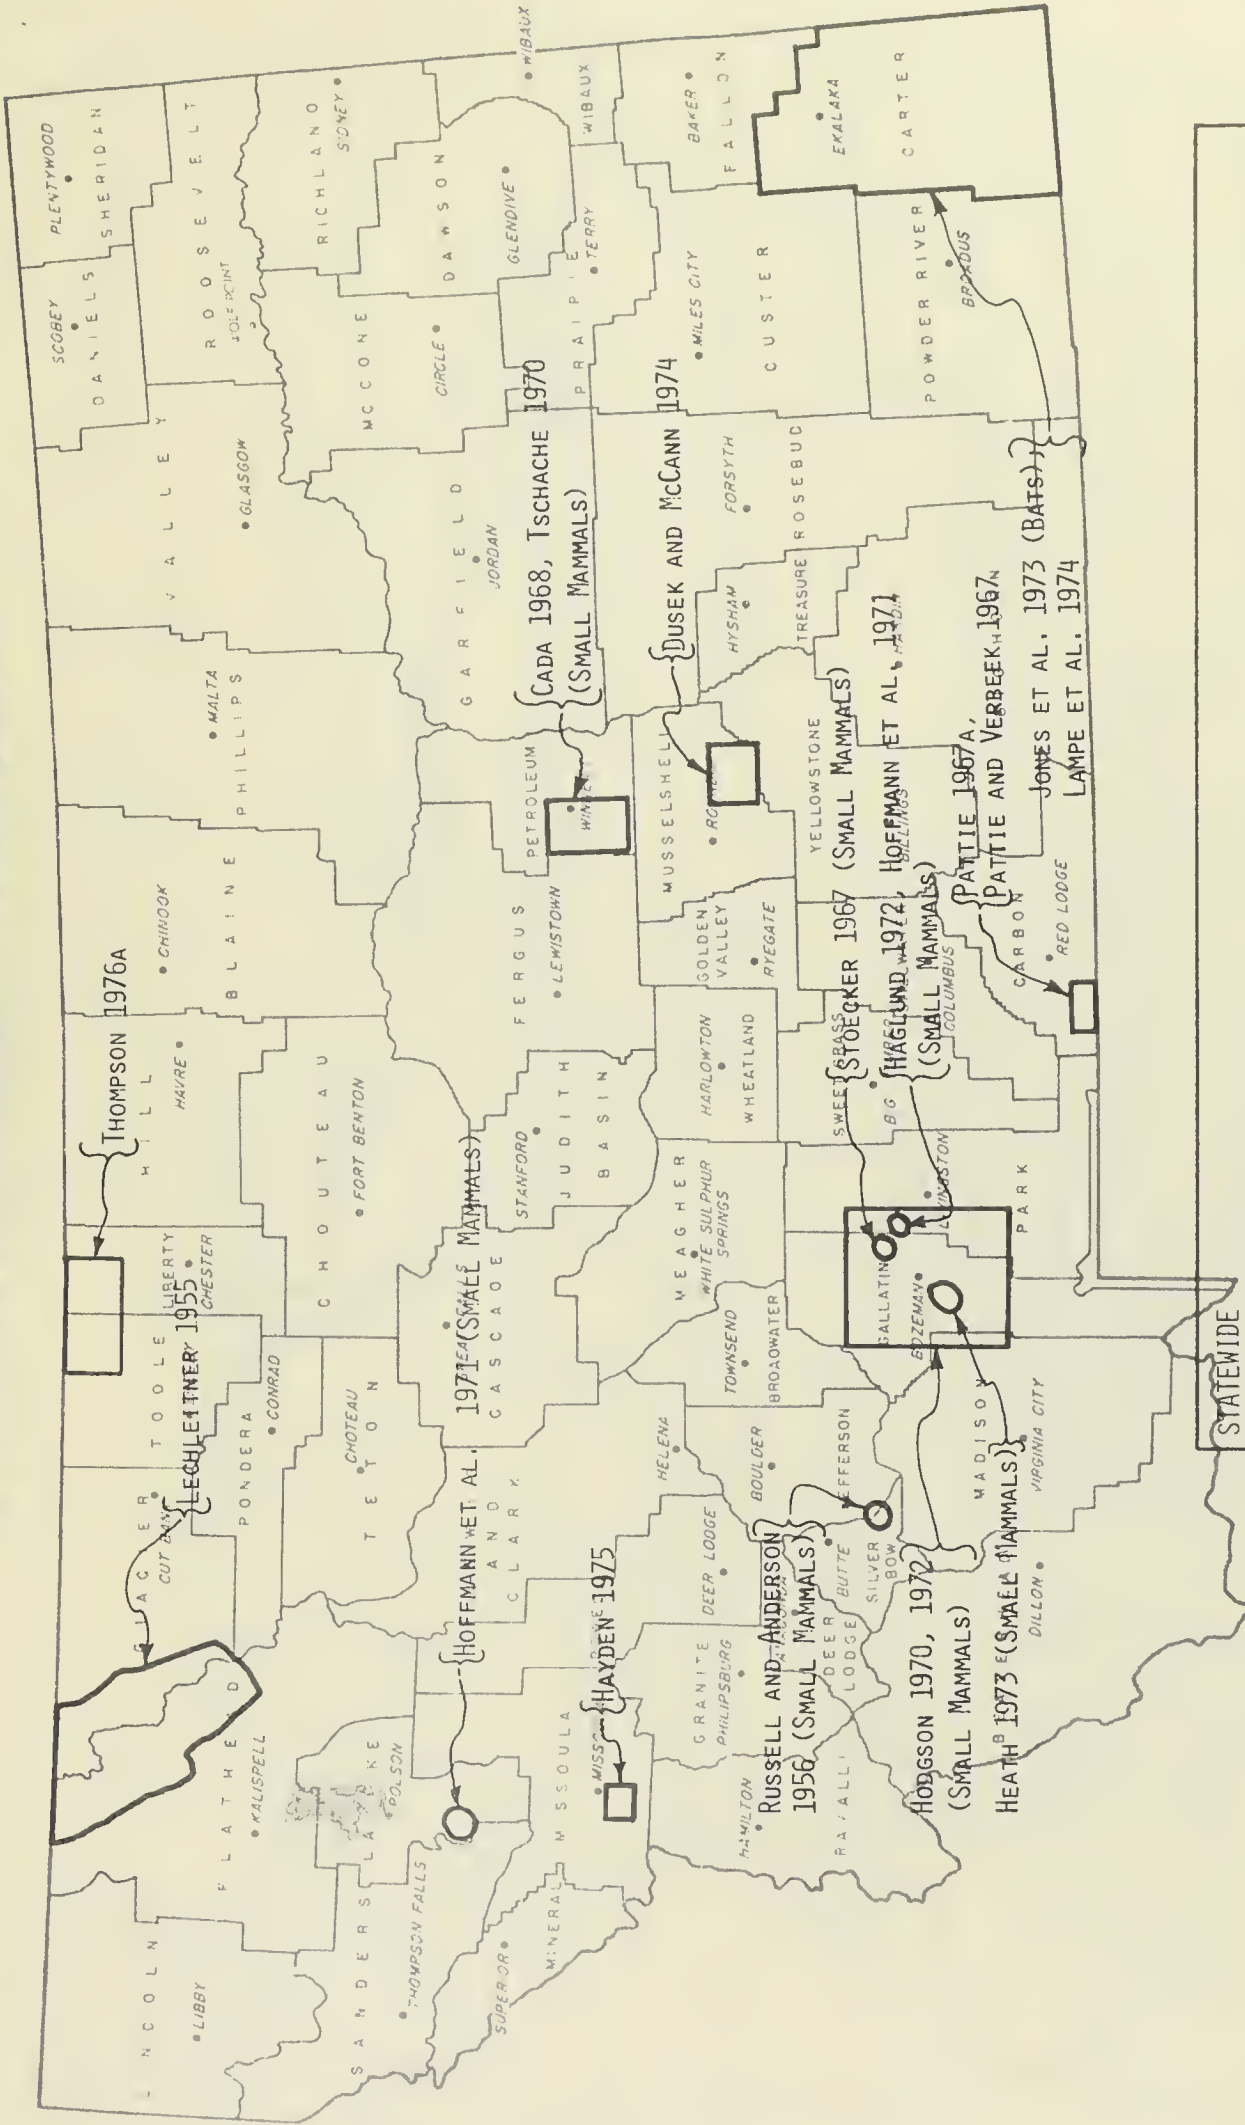 PLENTYWOOD
SHERIDAN
SCOBEY
DANIELS
ROOSEVELT
VALLEY
GLASGOW
RICHLAND
SIDNEY
MCCONE
CIRCLE
DAWSON
GLENDIVE
WIBAUX
WIBAUX
TERRY
PRAIRIE
BAKER
FALLON
EKALAKA
CARTER
MILES CITY
CUSTER
POWDER RIVER
BROADUS
GARFIELD
JORDAN
FORSYTH
ROSEBUD
HYSHAM
TREASURE
MALTA
PHILLIPS
CHINOOK
BLAINE
HAVRE
HILL
THOMPSON 1976A
PETROLEUM
CADA 1968, TSCHACHE 1970
(SMALL MAMMALS)
DUSEK AND MCCANN 1974
MUSSELSHELL
YELLOWSTONE
BILLINGS
FERGUS
LEWISTOWN
GOLDEN
VALLEY
RYEGATE
HARLOWTON
WHEATLAND
JUDITH
BASIN
STANFORD
CHOUTEAU
FORT BENTON
LIBERTY
CHESTER
TOOLE
LECHLEITNER 1955
GLACIER
CUT BANK
PONDERA
CONRAD
CHOTEAU
TETON
CASCADE
HOFFMANN ET AL. 1971 (SMALL MAMMALS)
AND
CLARK
MEAGHER
WHITE SULPHUR
SPRINGS
TOWNSEND
BROADWATER
HELENA
STOECKER 1967 (SMALL MAMMALS)
HAGLUND 1972, HOFFMANN ET AL. 1971
(SMALL MAMMALS)
COLUMBUS
PATTIE 1967A,
PATTIE AND VERBEEK 1967
JONES ET AL. 1973 (BATS),
LAMPE ET AL. 1974
CARBON
RED LODGE
LIVINGSTON
PARK
GALLATIN
BOZEMAN
MADISON
VIRGINIA CITY
JEFFERSON
BOULDER
DEER LODGE
BUTTE
SILVER
BOW
DEER
LODGE
GRANITE
PHILIPSBURG
HAYDEN 1975
RUSSELL AND ANDERSON
1956 (SMALL MAMMALS)
HODGSON 1970, 1972
(SMALL MAMMALS)
HEATH 1973 (SMALL MAMMALS)
DILLON
HAMILTON
RAVALLI
MISSOULA
MINERAL
SUPERIOR
THOMPSON FALLS
SANDERS
LAKE
POLSON
FLATHEAD
KALISPELL
LINCOLN
LIBBY
STATEWIDE